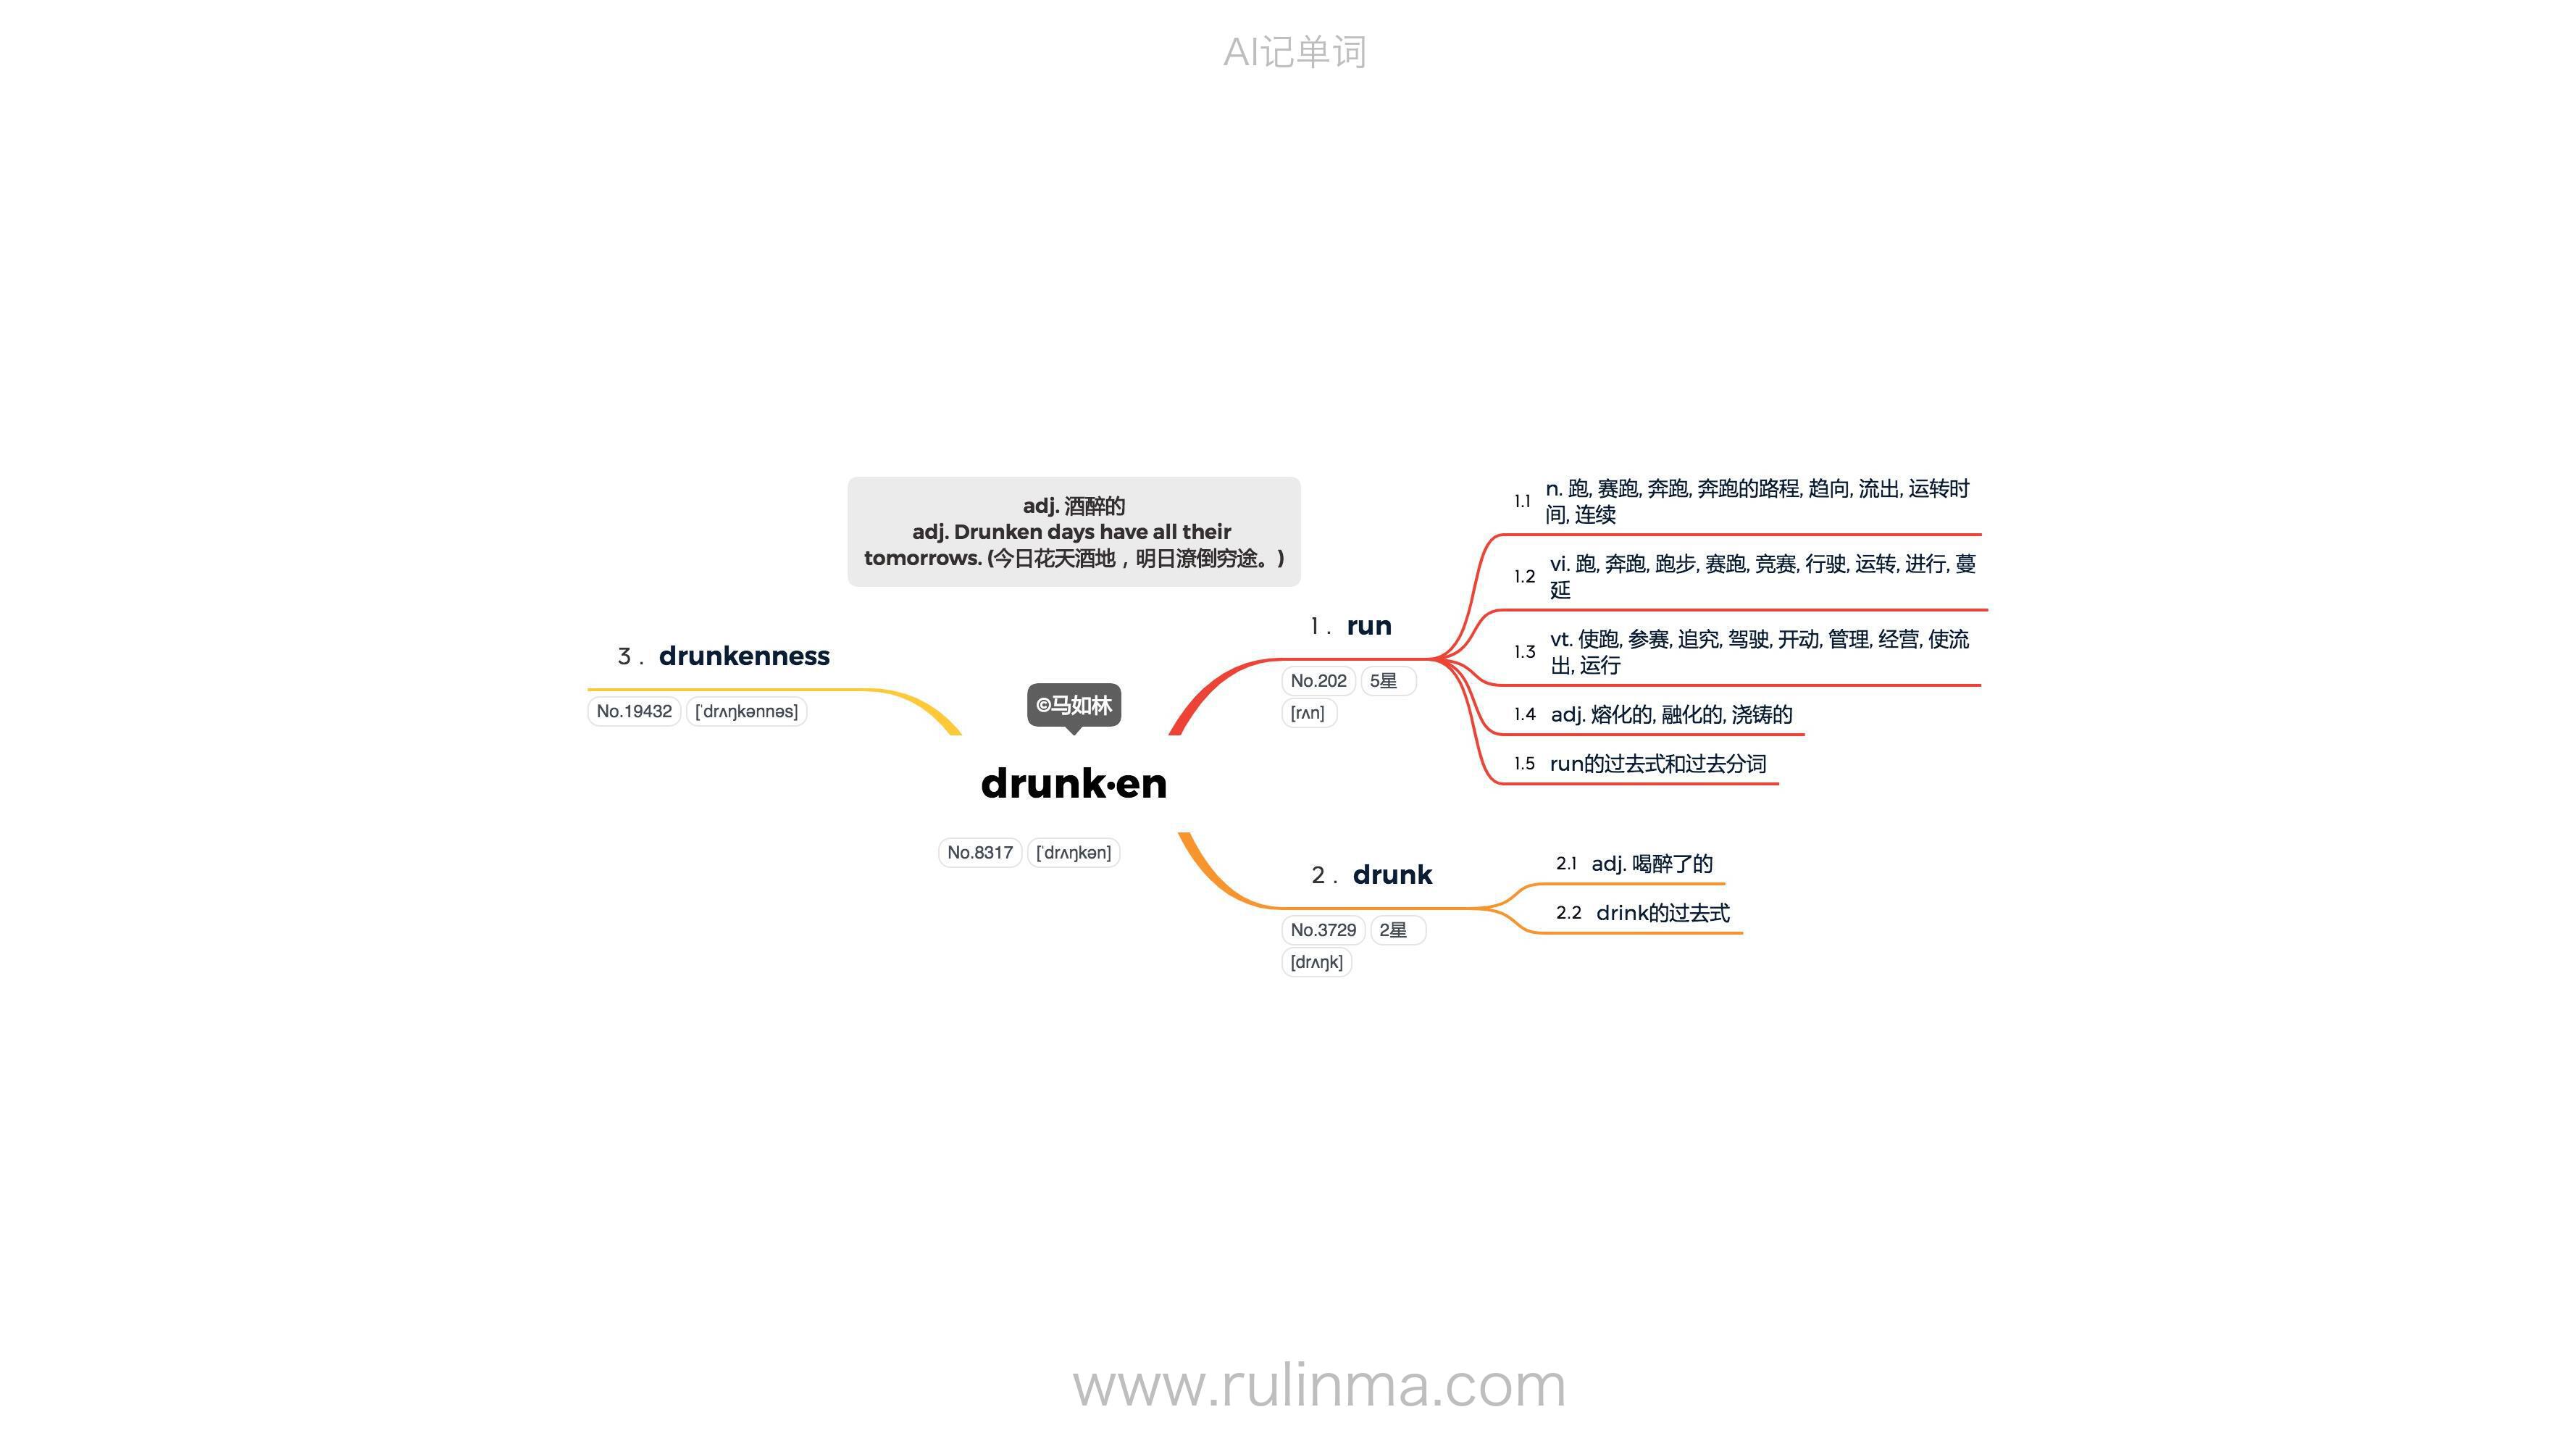 AI记单词
adj. 酒醉的
adj. Drunken days have all their
tomorrows. (今日花天酒地，明日潦倒穷途。)
©马如林
drunk·en
No.8317 [ˈdrʌŋkən]
1. run
No.202 5星
[rʌn]
1.1 n. 跑, 赛跑, 奔跑, 奔跑的路程, 趋向, 流出, 运转时
间, 连续
1.2 vi. 跑, 奔跑, 跑步, 赛跑, 竞赛, 行驶, 运转, 进行, 蔓
延
1.3 vt. 使跑, 参赛, 追究, 驾驶, 开动, 管理, 经营, 使流
出, 运行
1.4 adj. 熔化的, 融化的, 浇铸的
1.5 run的过去式和过去分词
2. drunk
No.3729 2星
[drʌŋk]
2.1 adj. 喝醉了的
2.2 drink的过去式
3. drunkenness
No.19432 [ˈdrʌŋkənnəs]
www.rulinma.com